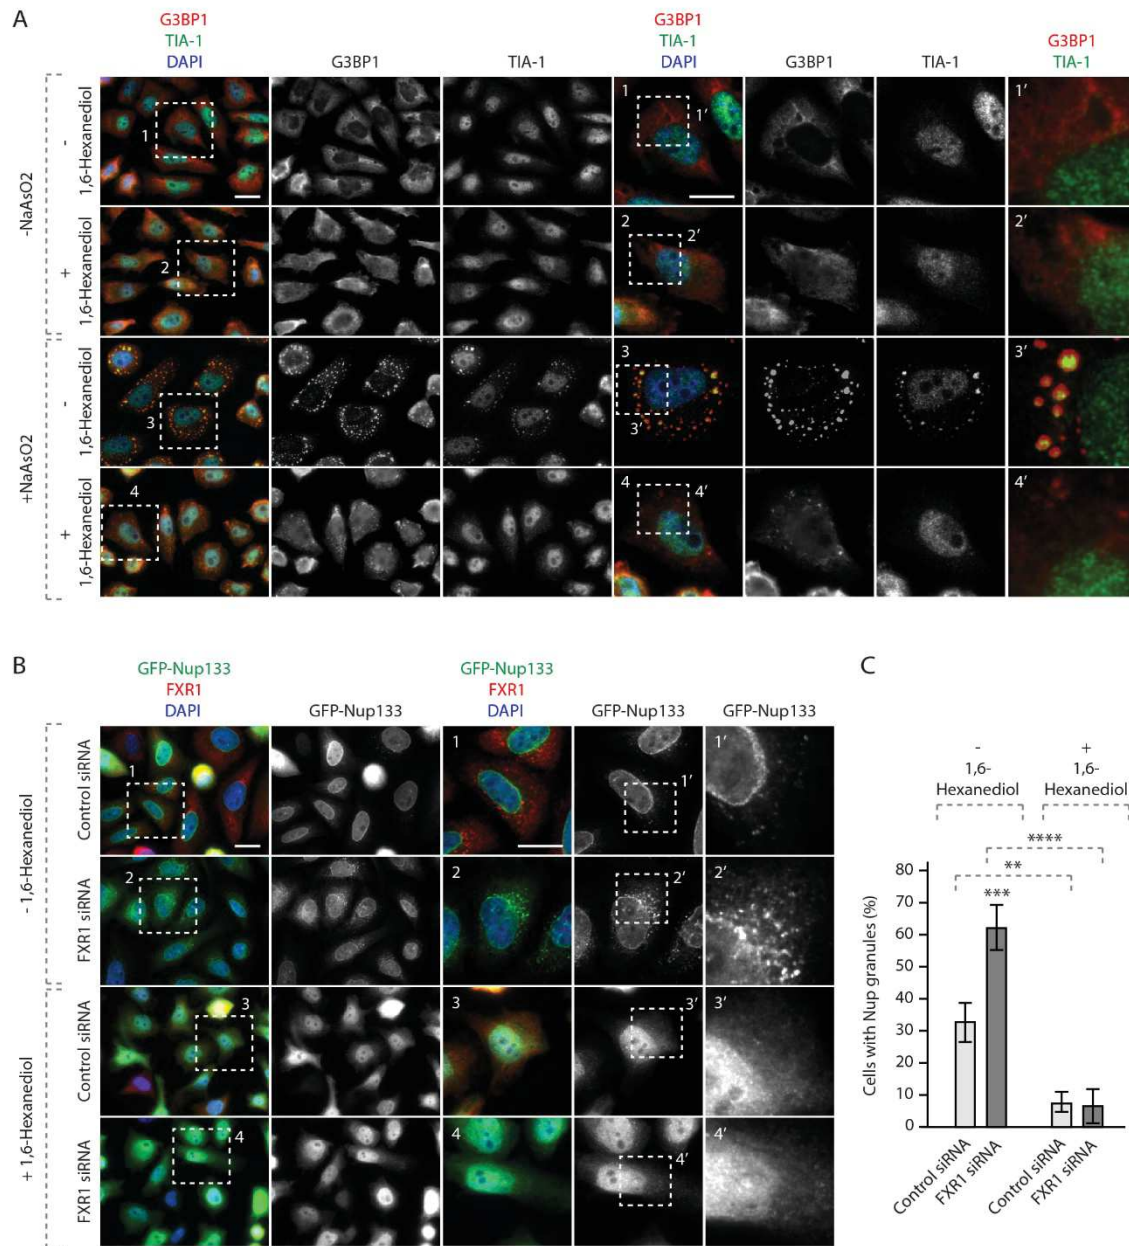 A
G3BP1
TIA-1
DAPI
G3BP1
TIA-1
G3BP1
TIA-1
DAPI
G3BP1
TIA-1
G3BP1
TIA-1
-NaAsO2
-
1,6-Hexanediol
1
1
1'
1'
+
1,6-Hexanediol
2
2
2'
2'
+NaAsO2
-
1,6-Hexanediol
3
3
3'
3'
+
1,6-Hexanediol
4
4
4'
4'
B
GFP-Nup133
FXR1
DAPI
GFP-Nup133
GFP-Nup133
FXR1
DAPI
GFP-Nup133
GFP-Nup133
- 1,6-Hexanediol
Control siRNA
1
1
1'
1'
FXR1 siRNA
2
2
2'
2'
+ 1,6-Hexanediol
Control siRNA
3
3
3'
3'
FXR1 siRNA
4
4
4'
4'
C
-
1,6-
Hexanediol
+
1,6-
Hexanediol
****
**
***
Cells with Nup granules (%)
80
70
60
50
40
30
20
10
0
Control siRNA
FXR1 siRNA
Control siRNA
FXR1 siRNA